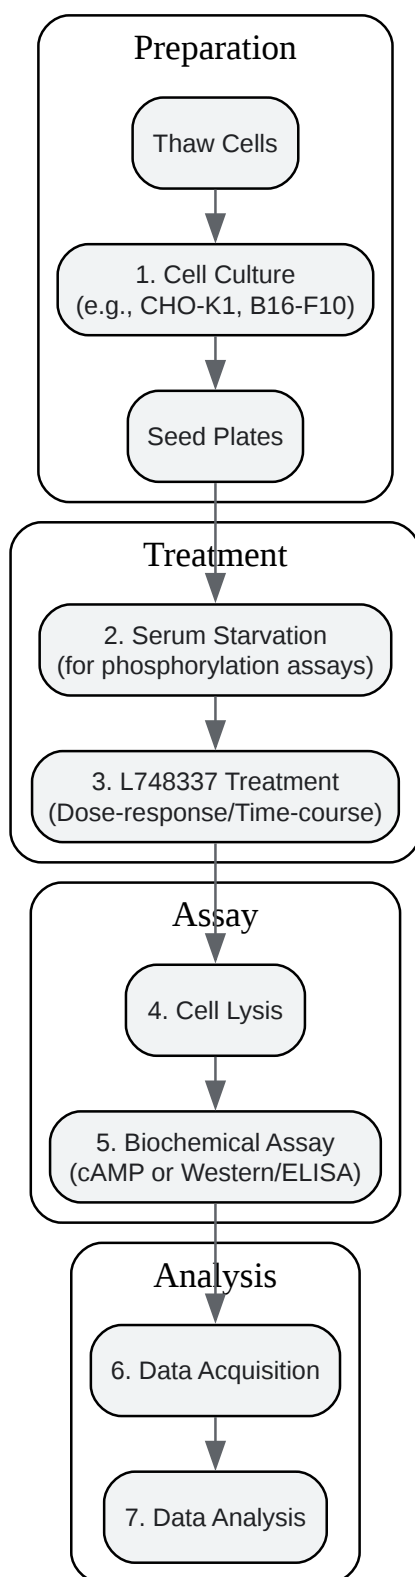 Preparation
Thaw Cells
1. Cell Culture
(e.g., CHO-K1, B16-F10)
Seed Plates
Treatment
2. Serum Starvation
(for phosphorylation assays)
3. L748337 Treatment
(Dose-response/Time-course)
Assay
4. Cell Lysis
5. Biochemical Assay
(cAMP or Western/ELISA)
Analysis
6. Data Acquisition
7. Data Analysis